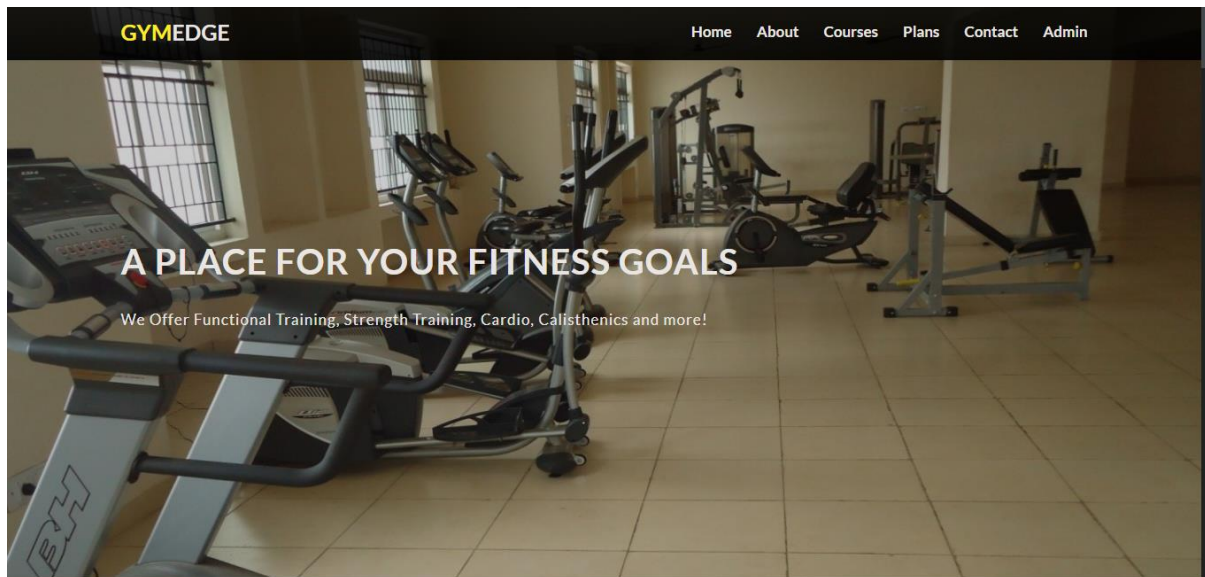 GYMEDGE
Home About Courses Plans Contact Admin
A PLACE FOR YOUR FITNESS GOALS
We Offer Functional Training, Strength Training, Cardio, Calisthenics and more!
BH